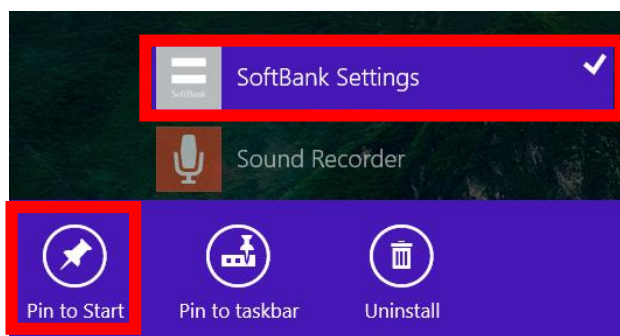 SoftBank
SoftBank Settings
Sound Recorder
Pin to Start
Pin to taskbar
Uninstall